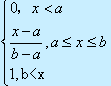 0, x < a
x-a
b-a
,a ≤ x ≤ b
1,b<x